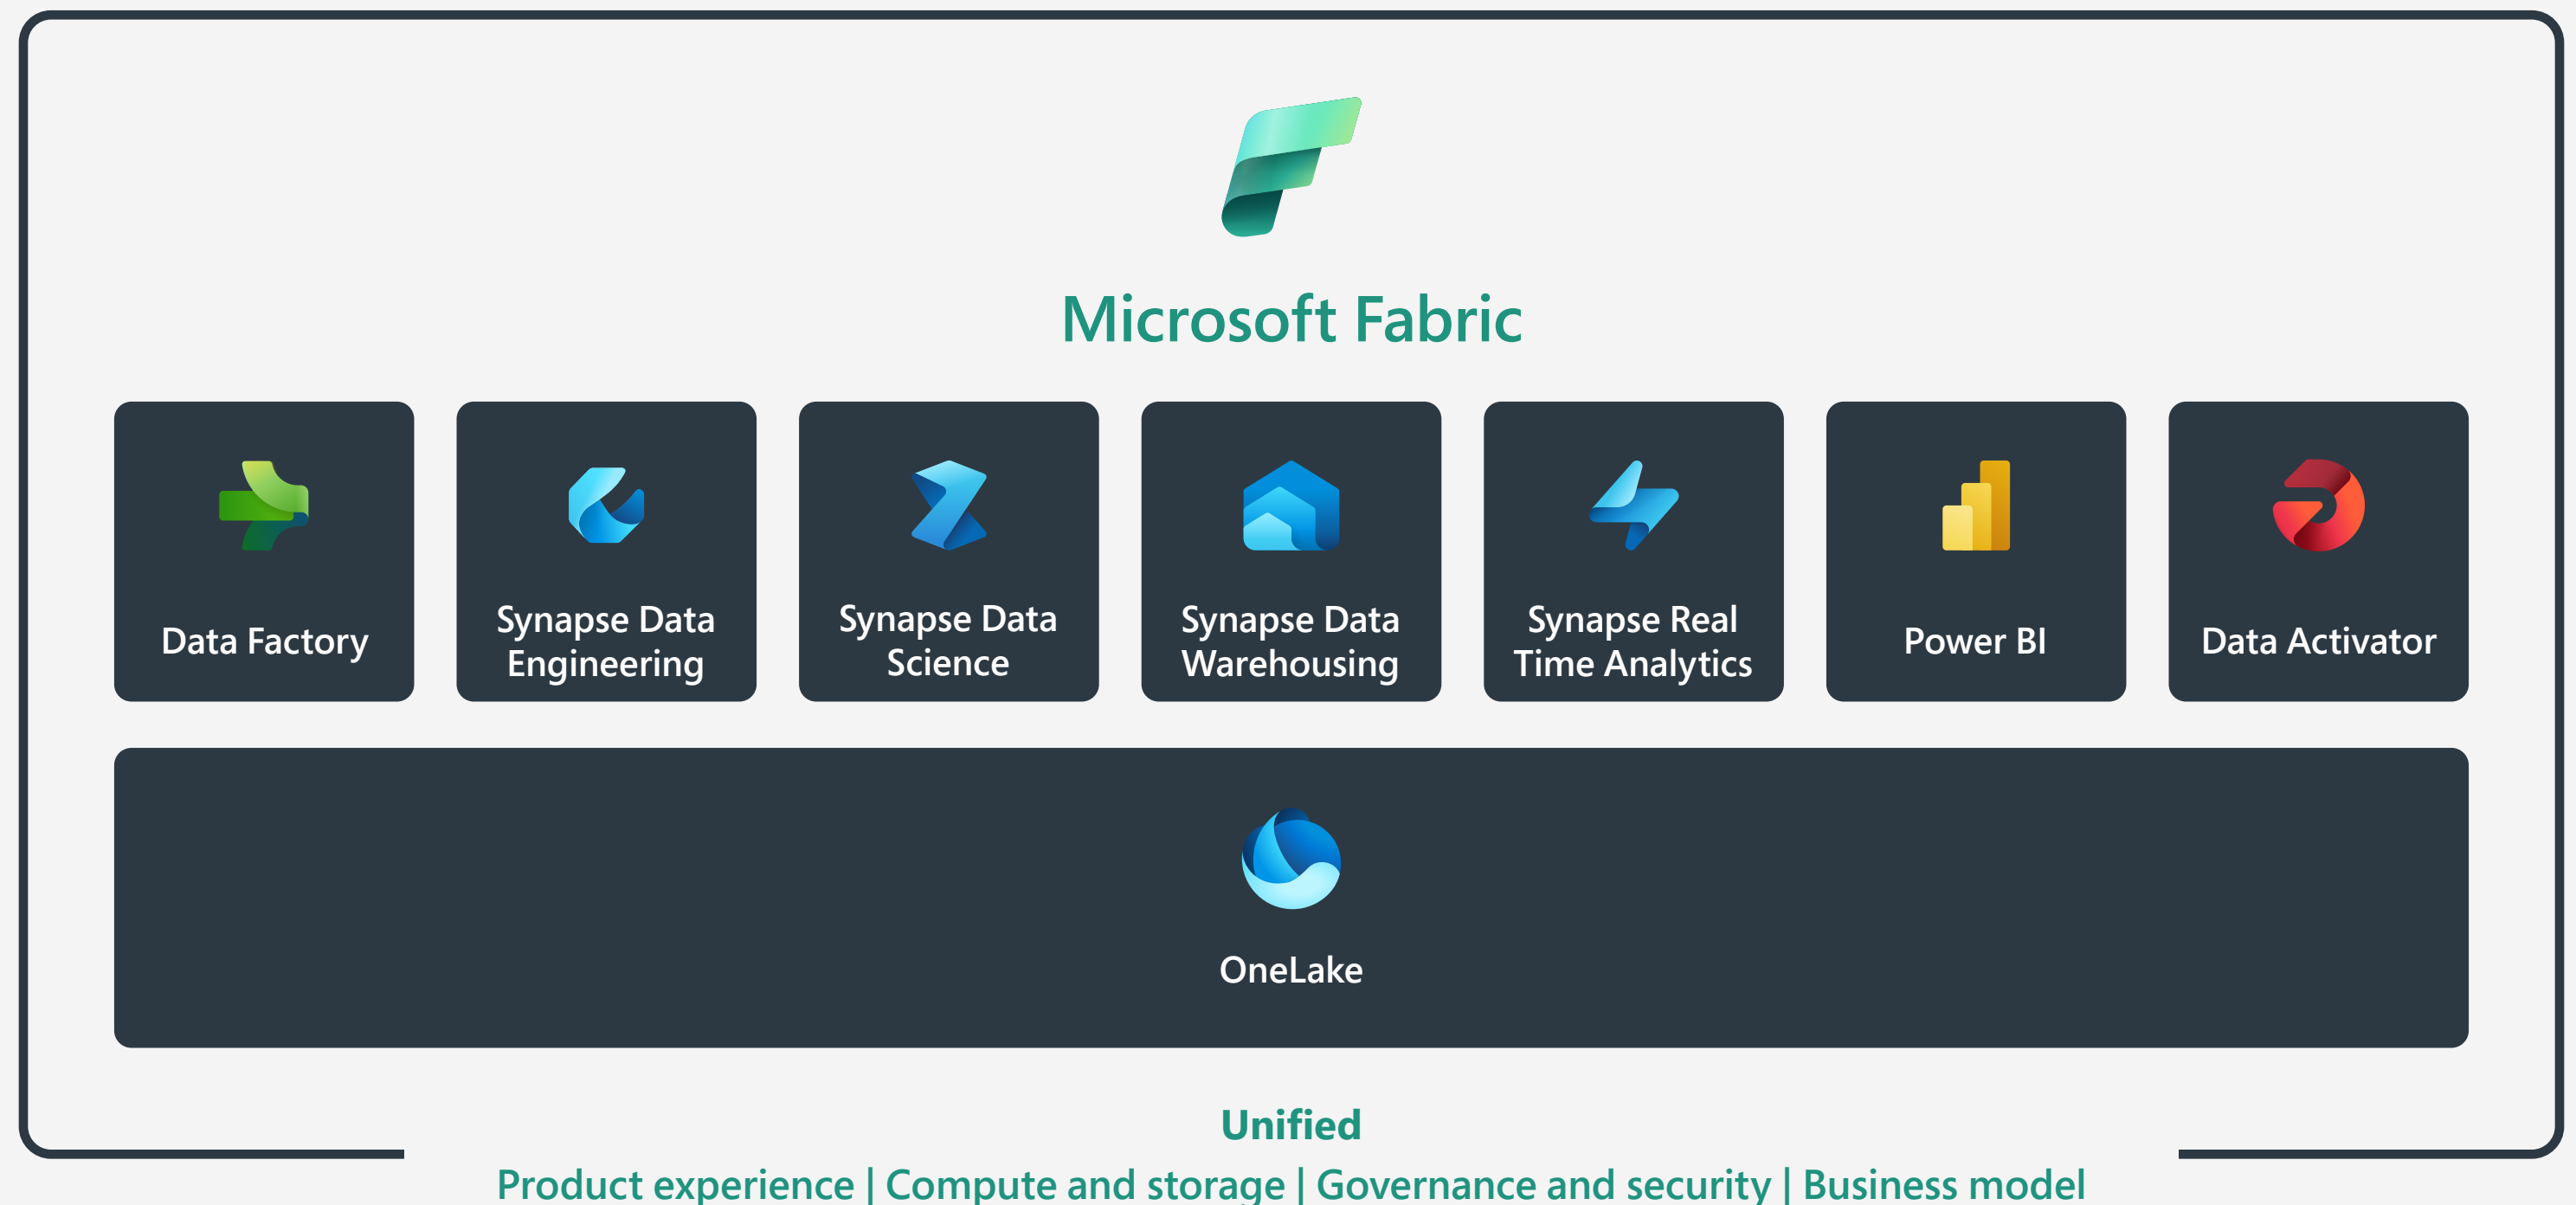 Microsoft Fabric
Data Factory
Synapse Data
Engineering
Synapse Data
Science
Synapse Data
Warehousing
Synapse Real
Time Analytics
Power BI
Data Activator
OneLake
Unified
Product experience | Compute and storage | Governance and security | Business model